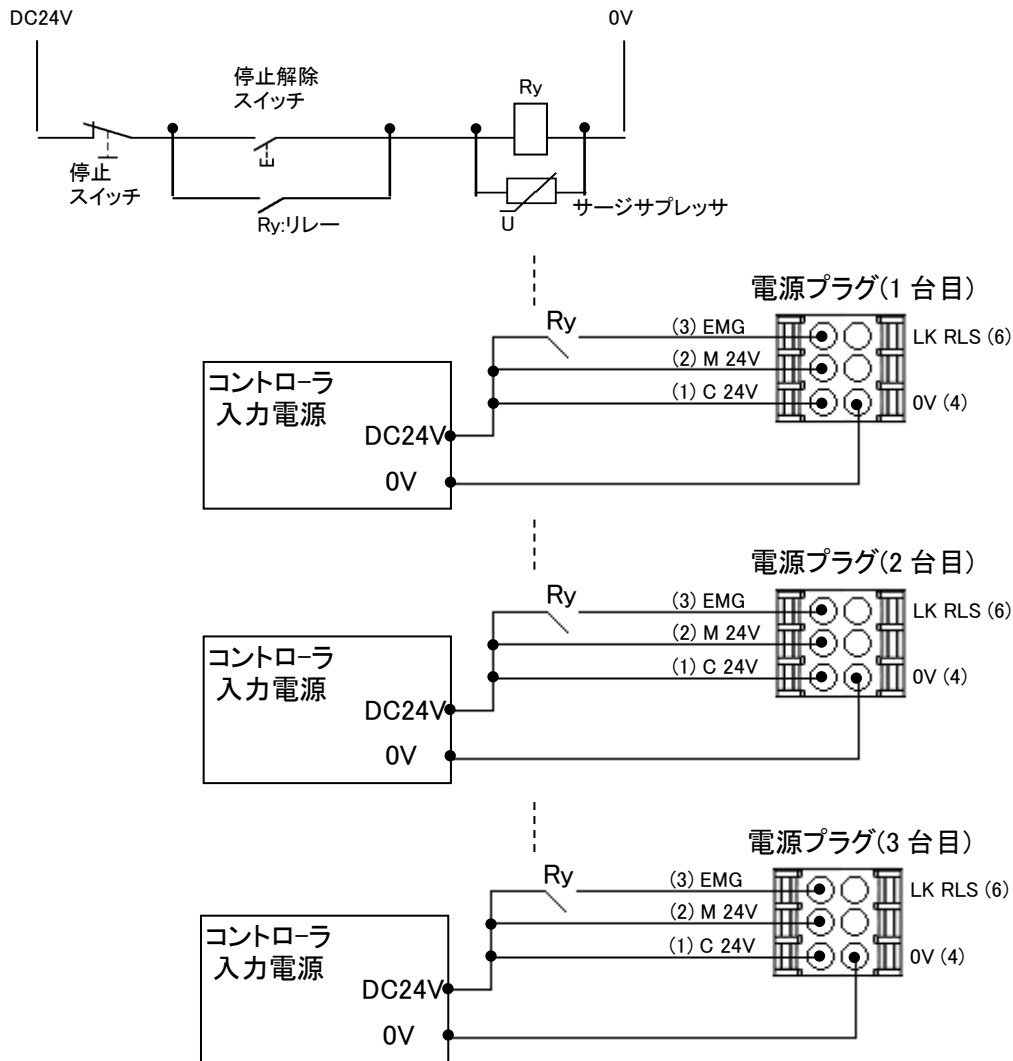 DC24V
0V
停止解除
スイッチ
Ry
停止
スイッチ
Ry:リレー
U
サージサプレッサ
電源プラグ(1 台目)
Ry
(3) EMG
LK RLS (6)
(2) M 24V
(1) C 24V
0V (4)
コントローラ
入力電源
DC24V
0V
電源プラグ(2 台目)
Ry
(3) EMG
LK RLS (6)
(2) M 24V
(1) C 24V
0V (4)
コントローラ
入力電源
DC24V
0V
電源プラグ(3 台目)
Ry
(3) EMG
LK RLS (6)
(2) M 24V
(1) C 24V
0V (4)
コントローラ
入力電源
DC24V
0V